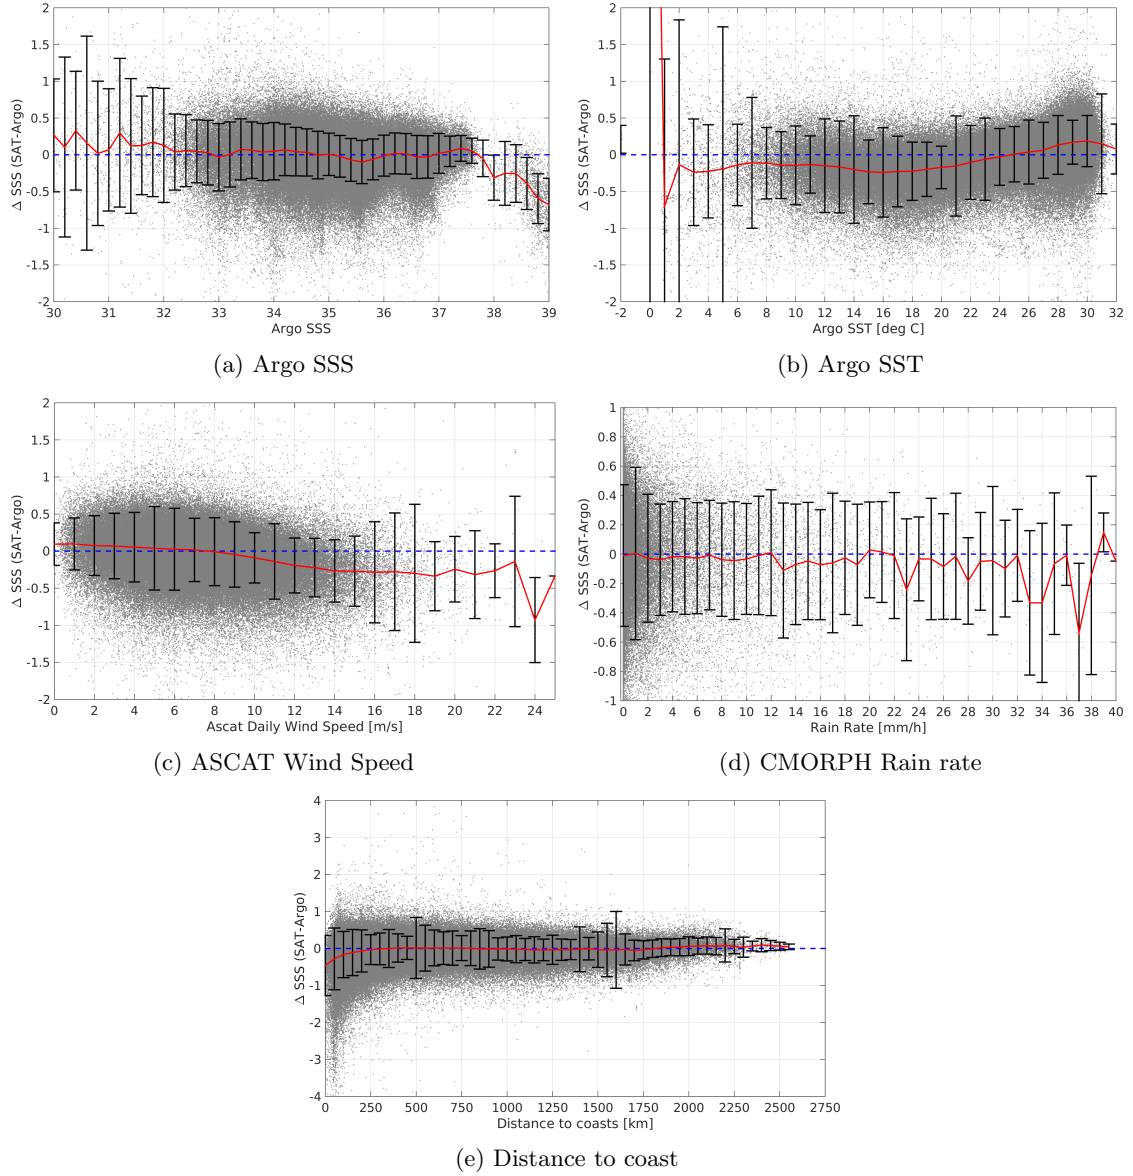 2
1.5
1
0.5
0
-0.5
-1
-1.5
-2
Δ SSS (SAT-Argo)
30 31 32 33 34 35 36 37 38 39
Argo SSS
(a) Argo SSS
2
1.5
1
0.5
0
-0.5
-1
-1.5
-2
Δ SSS (SAT-Argo)
-2 0 2 4 6 8 10 12 14 16 18 20 22 24 26 28 30 32
Argo SST [deg C]
(b) Argo SST
2
1.5
1
0.5
0
-0.5
-1
-1.5
-2
Δ SSS (SAT-Argo)
0 2 4 6 8 10 12 14 16 18 20 22 24
Ascat Daily Wind Speed [m/s]
(c) ASCAT Wind Speed
1
0.8
0.6
0.4
0.2
0
-0.2
-0.4
-0.6
-0.8
-1
Δ SSS (SAT-Argo)
0 2 4 6 8 10 12 14 16 18 20 22 24 26 28 30 32 34 36 38 40
Rain Rate [mm/h]
(d) CMORPH Rain rate
4
3
2
1
0
-1
-2
-3
-4
Δ SSS (SAT-Argo)
0 250 500 750 1000 1250 1500 1750 2000 2250 2500 2750
Distance to coasts [km]
(e) Distance to coast